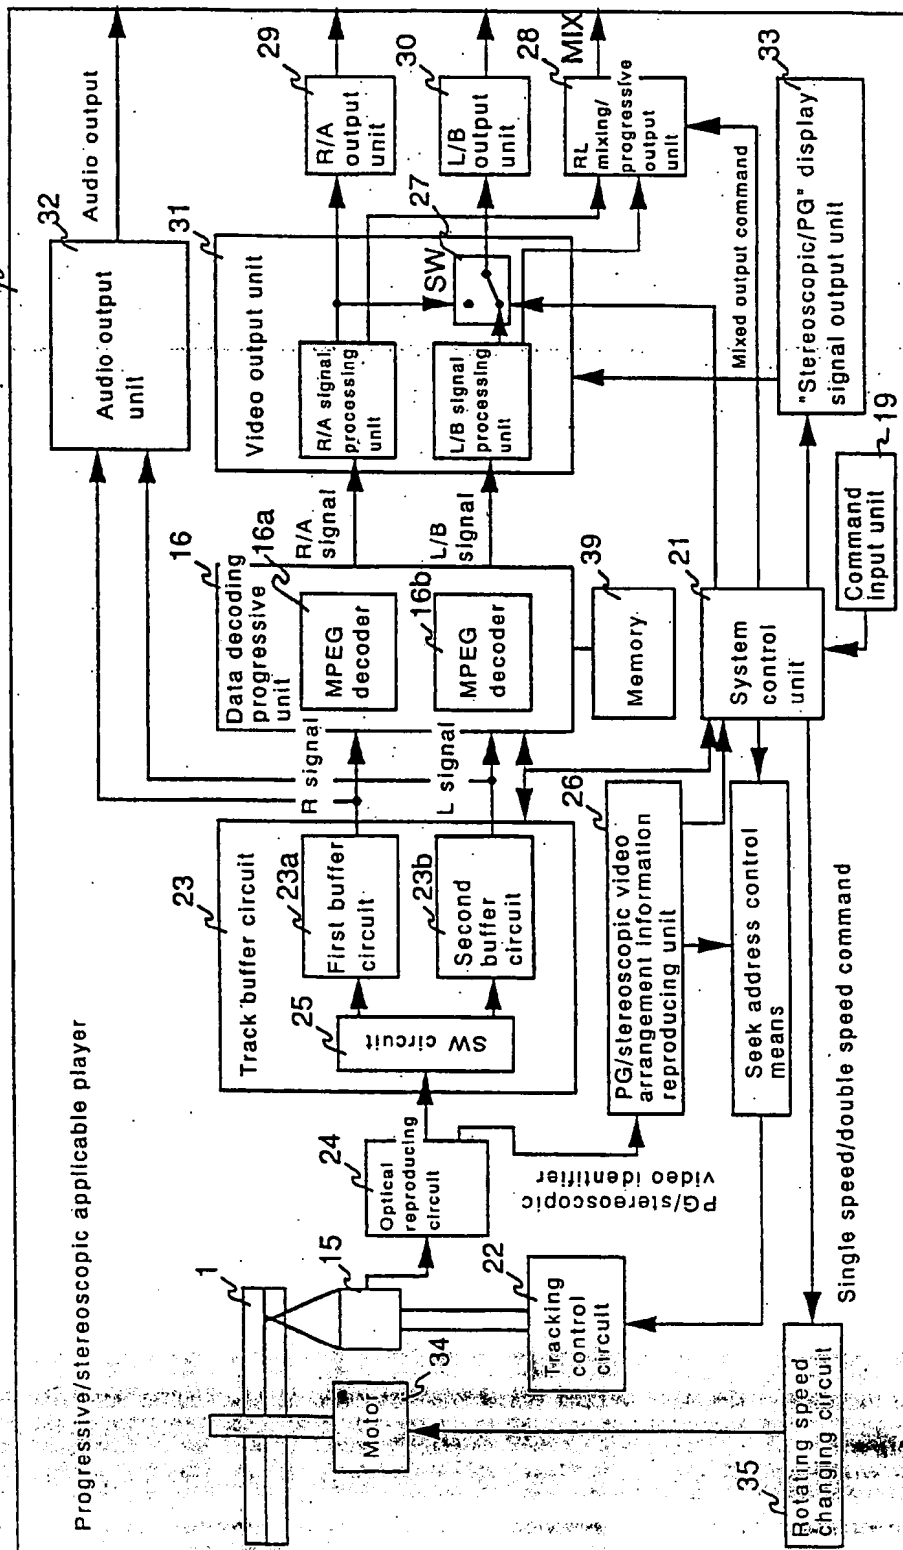 Progressive/stereoscopic applicable player
1
15
34
Motor
22
Tracking
control
circuit
35
Rotating speed
changing circuit
Single speed/double speed command
24
Optical
reproducing
circuit
PG/stereoscopic
video identifier
23
Track buffer circuit
25
SW circuit
23a
First buffer
circuit
23b
Second
buffer
circuit
26
PG/stereoscopic video
arrangement information
reproducing unit
Seek address control
means
R signal
L signal
16
Data decoding
progressive
unit
16a
MPEG
decoder
16b
MPEG
decoder
39
Memory
21
System
control
unit
19
Command
input unit
R/A
signal
L/B
signal
32
Audio output
unit
Audio output
31
Video output unit
R/A signal
processing
unit
L/B signal
processing
unit
SW
27
29
R/A
output
unit
30
L/B
output
unit
28
RL
mixing/
progressive
output
unit
MIX
Mixed output command
33
"Stereoscopic/PG" display
signal output unit